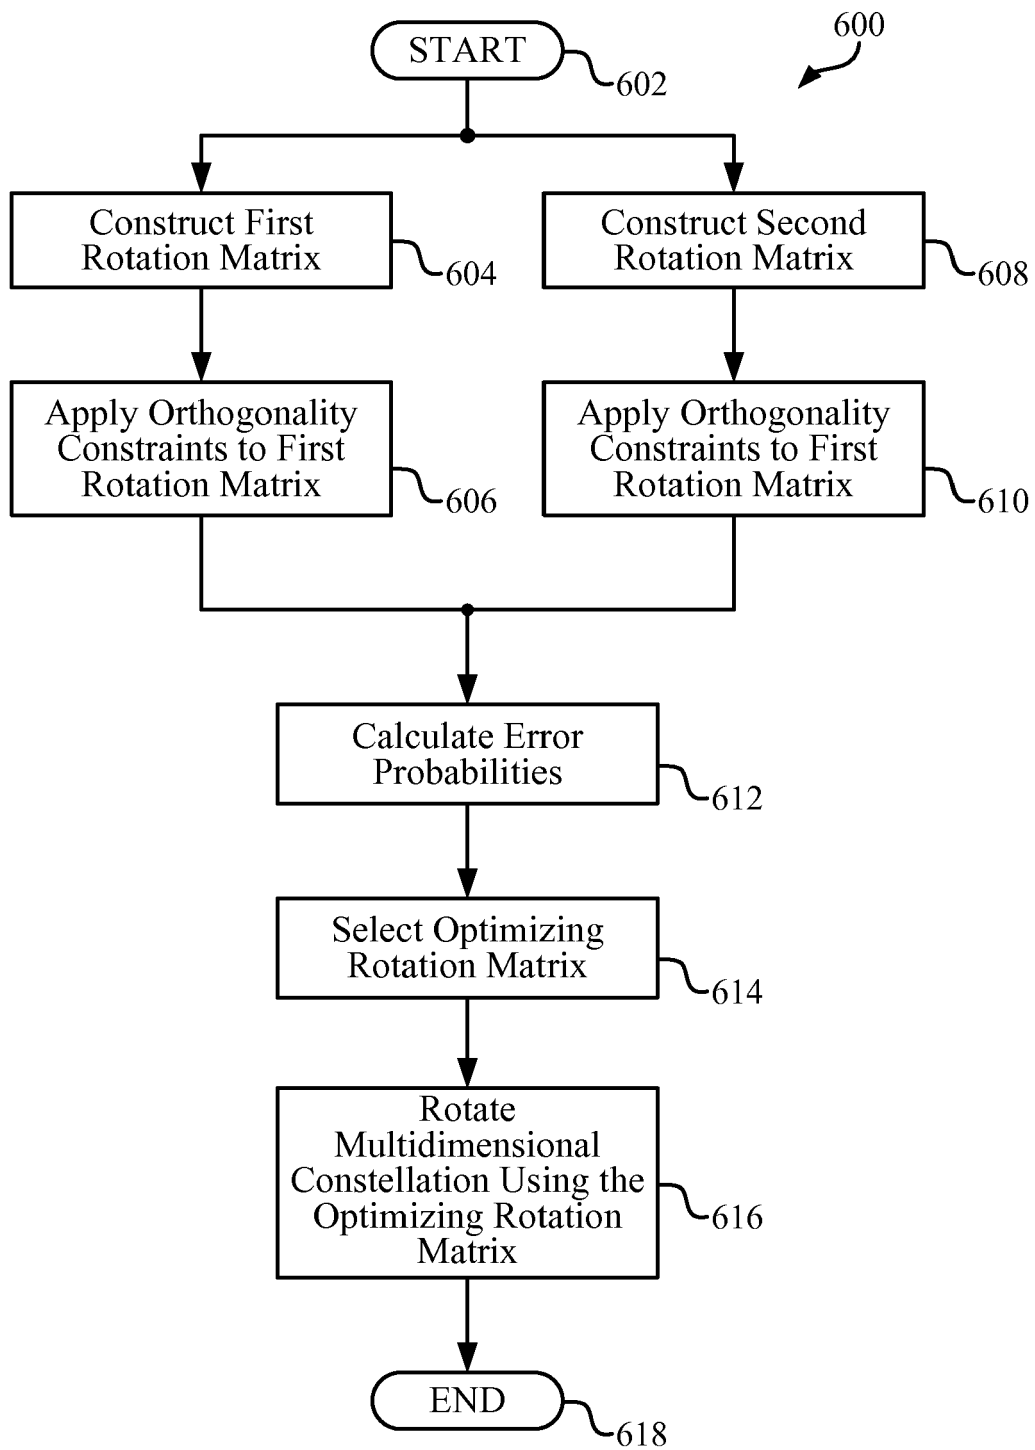 START
600
602
Construct First
Rotation Matrix
604
Construct Second
Rotation Matrix
608
Apply Orthogonality
Constraints to First
Rotation Matrix
606
Apply Orthogonality
Constraints to First
Rotation Matrix
610
Calculate Error
Probabilities
612
Select Optimizing
Rotation Matrix
614
Rotate
Multidimensional
Constellation Using the
Optimizing Rotation
Matrix
616
END
618